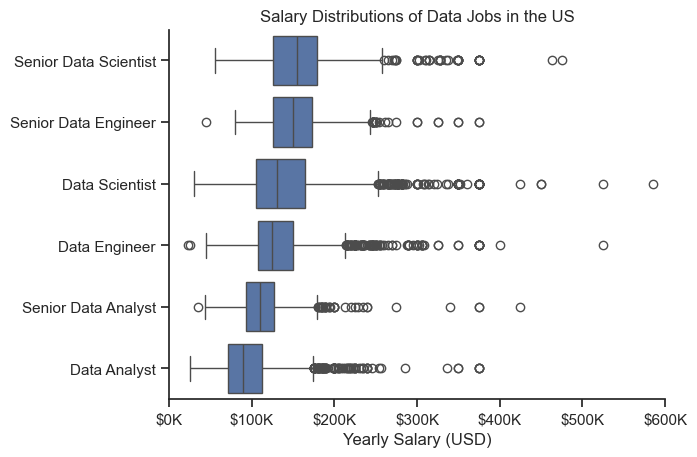 Salary Distributions of Data Jobs in the US
Senior Data Scientist
Senior Data Engineer
Data Scientist
Data Engineer
Senior Data Analyst
Data Analyst
$0K $100K $200K $300K $400K $500K $600K
Yearly Salary (USD)